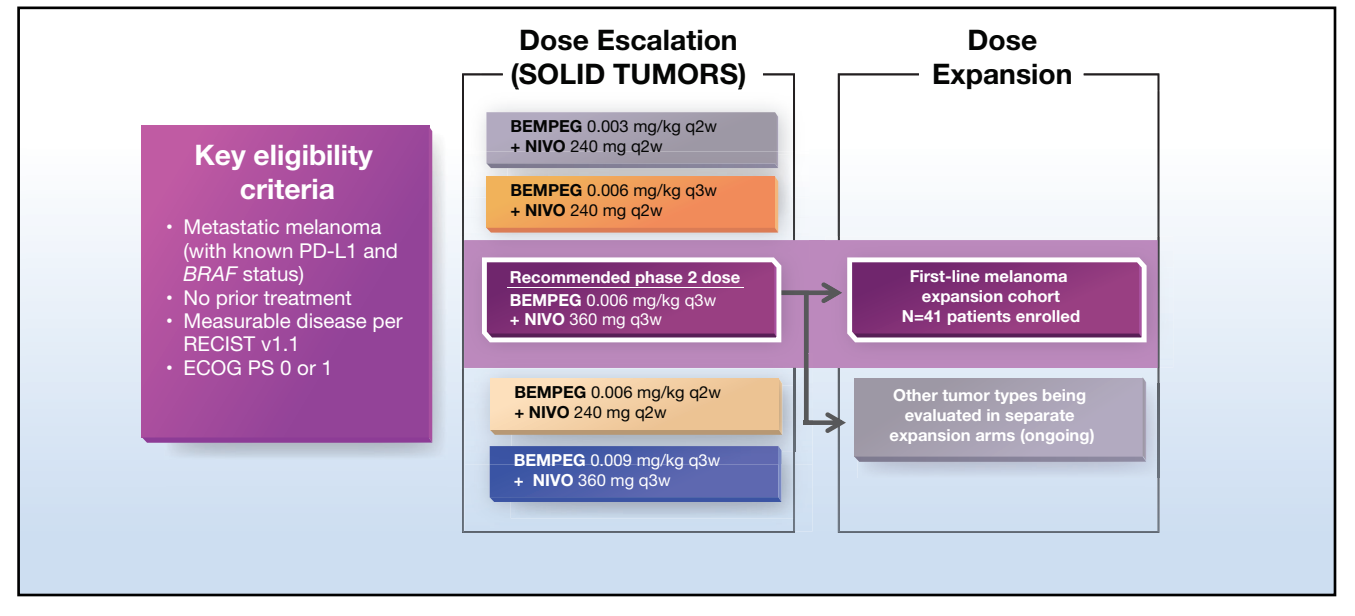 Key eligibility
criteria
• Metastatic melanoma
(with known PD-L1 and
BRAF status)
• No prior treatment
• Measurable disease per
RECIST v1.1
• ECOG PS 0 or 1
Dose Escalation
(SOLID TUMORS)
BEMPEG 0.003 mg/kg q2w
+ NIVO 240 mg q2w
BEMPEG 0.006 mg/kg q3w
+ NIVO 240 mg q2w
Recommended phase 2 dose
BEMPEG 0.006 mg/kg q3w
+ NIVO 360 mg q3w
BEMPEG 0.006 mg/kg q2w
+ NIVO 240 mg q2w
BEMPEG 0.009 mg/kg q3w
+ NIVO 360 mg q3w
Dose
Expansion
First-line melanoma
expansion cohort
N=41 patients enrolled
Other tumor types being
evaluated in separate
expansion arms (ongoing)